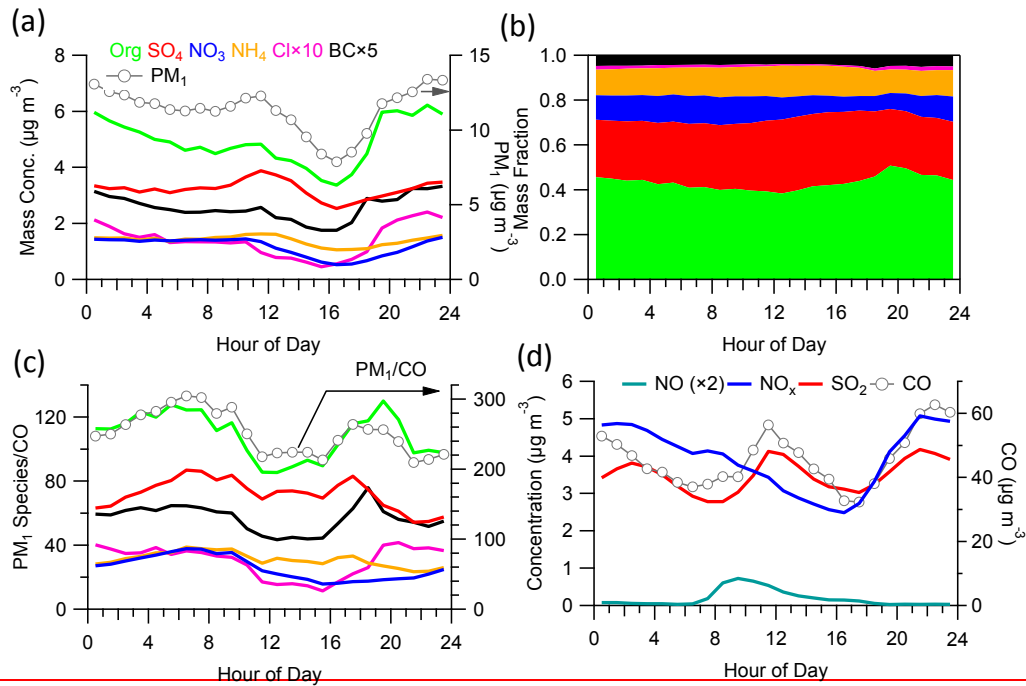 (a)
Org SO₄ NO₃ NH₄ Cl×10 BC×5
PM₁
8
6
4
2
0
Mass Conc. (µg m⁻³)
15
10
5
0
PM₁ (µg m⁻³)
0 4 8 12 16 20 24
Hour of Day
(b)
1.0
0.8
0.6
0.4
0.2
0.0
Mass Fraction
0 4 8 12 16 20 24
Hour of Day
(c)
PM₁/CO
120
80
40
0
PM₁ Species/CO
300
200
100
0
0 4 8 12 16 20 24
Hour of Day
(d)
NO (×2) NOₓ SO₂ CO
6
5
4
3
2
1
0
Concentration (µg m⁻³)
60
40
20
0
CO (µg m⁻³)
0 4 8 12 16 20 24
Hour of Day